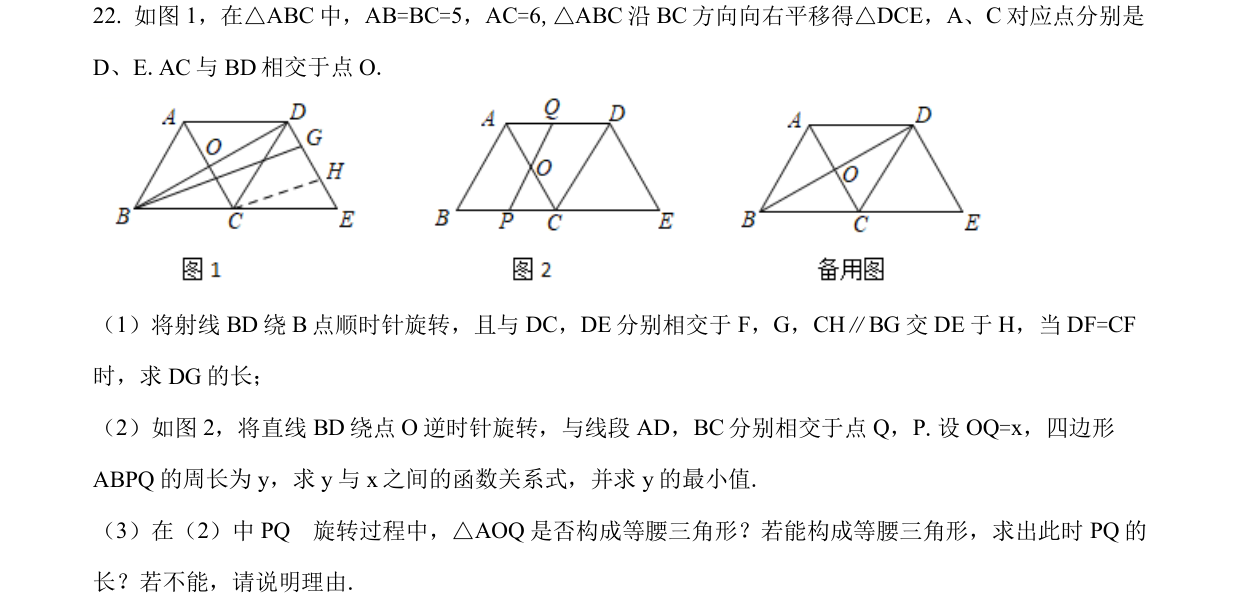 22. 如图 1，在△ABC 中，AB=BC=5，AC=6, △ABC 沿 BC 方向向右平移得△DCE，A、C 对应点分别是
D、E. AC 与 BD 相交于点 O.
A D G O H B C E
A Q D O B P C E
A D O B C E
图 1 图 2 备用图
（1）将射线 BD 绕 B 点顺时针旋转，且与 DC，DE 分别相交于 F，G，CH∥BG 交 DE 于 H，当 DF=CF
时，求 DG 的长；
（2）如图 2，将直线 BD 绕点 O 逆时针旋转，与线段 AD，BC 分别相交于点 Q，P. 设 OQ=x，四边形
ABPQ 的周长为 y，求 y 与 x 之间的函数关系式，并求 y 的最小值.
（3）在（2）中 PQ 旋转过程中，△AOQ 是否构成等腰三角形？若能构成等腰三角形，求出此时 PQ 的
长？若不能，请说明理由.